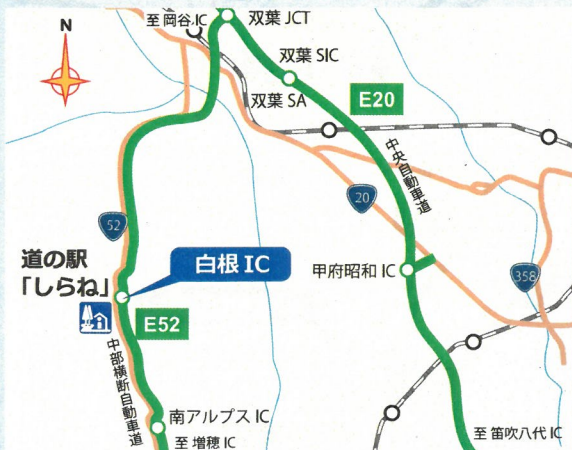 N
至 岡谷 IC
双葉 JCT
双葉 SIC
双葉 SA
E20
中央自動車道
20
52
道の駅
「しらね」
白根 IC
甲府昭和 IC
358
E52
中部横断自動車道
南アルプス IC
至 増穂 IC
至 笛吹八代 IC